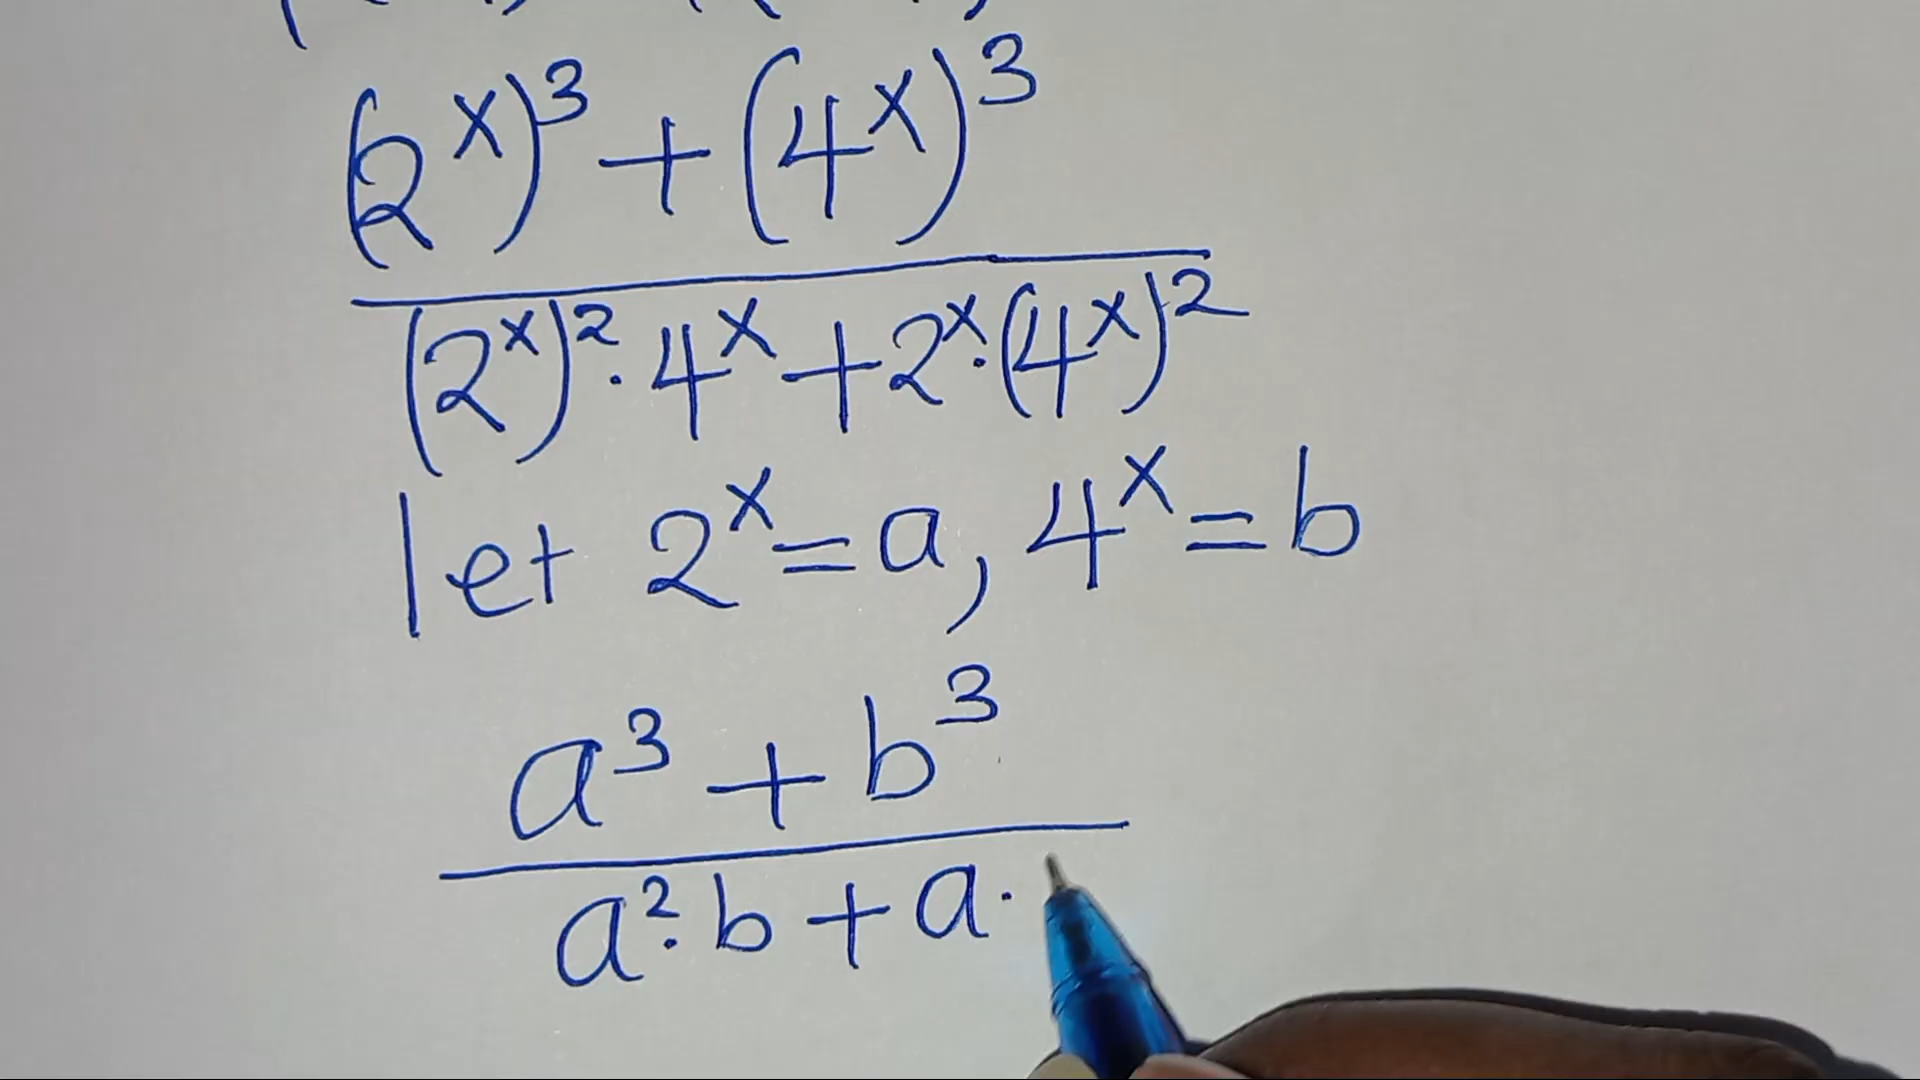 (2^x)^3 + (4^x)^3
(2^x)^2 · 4^x + 2^x · (4^x)^2
let 2^x = a, 4^x = b
a^3 + b^3
a^2 · b + a ·